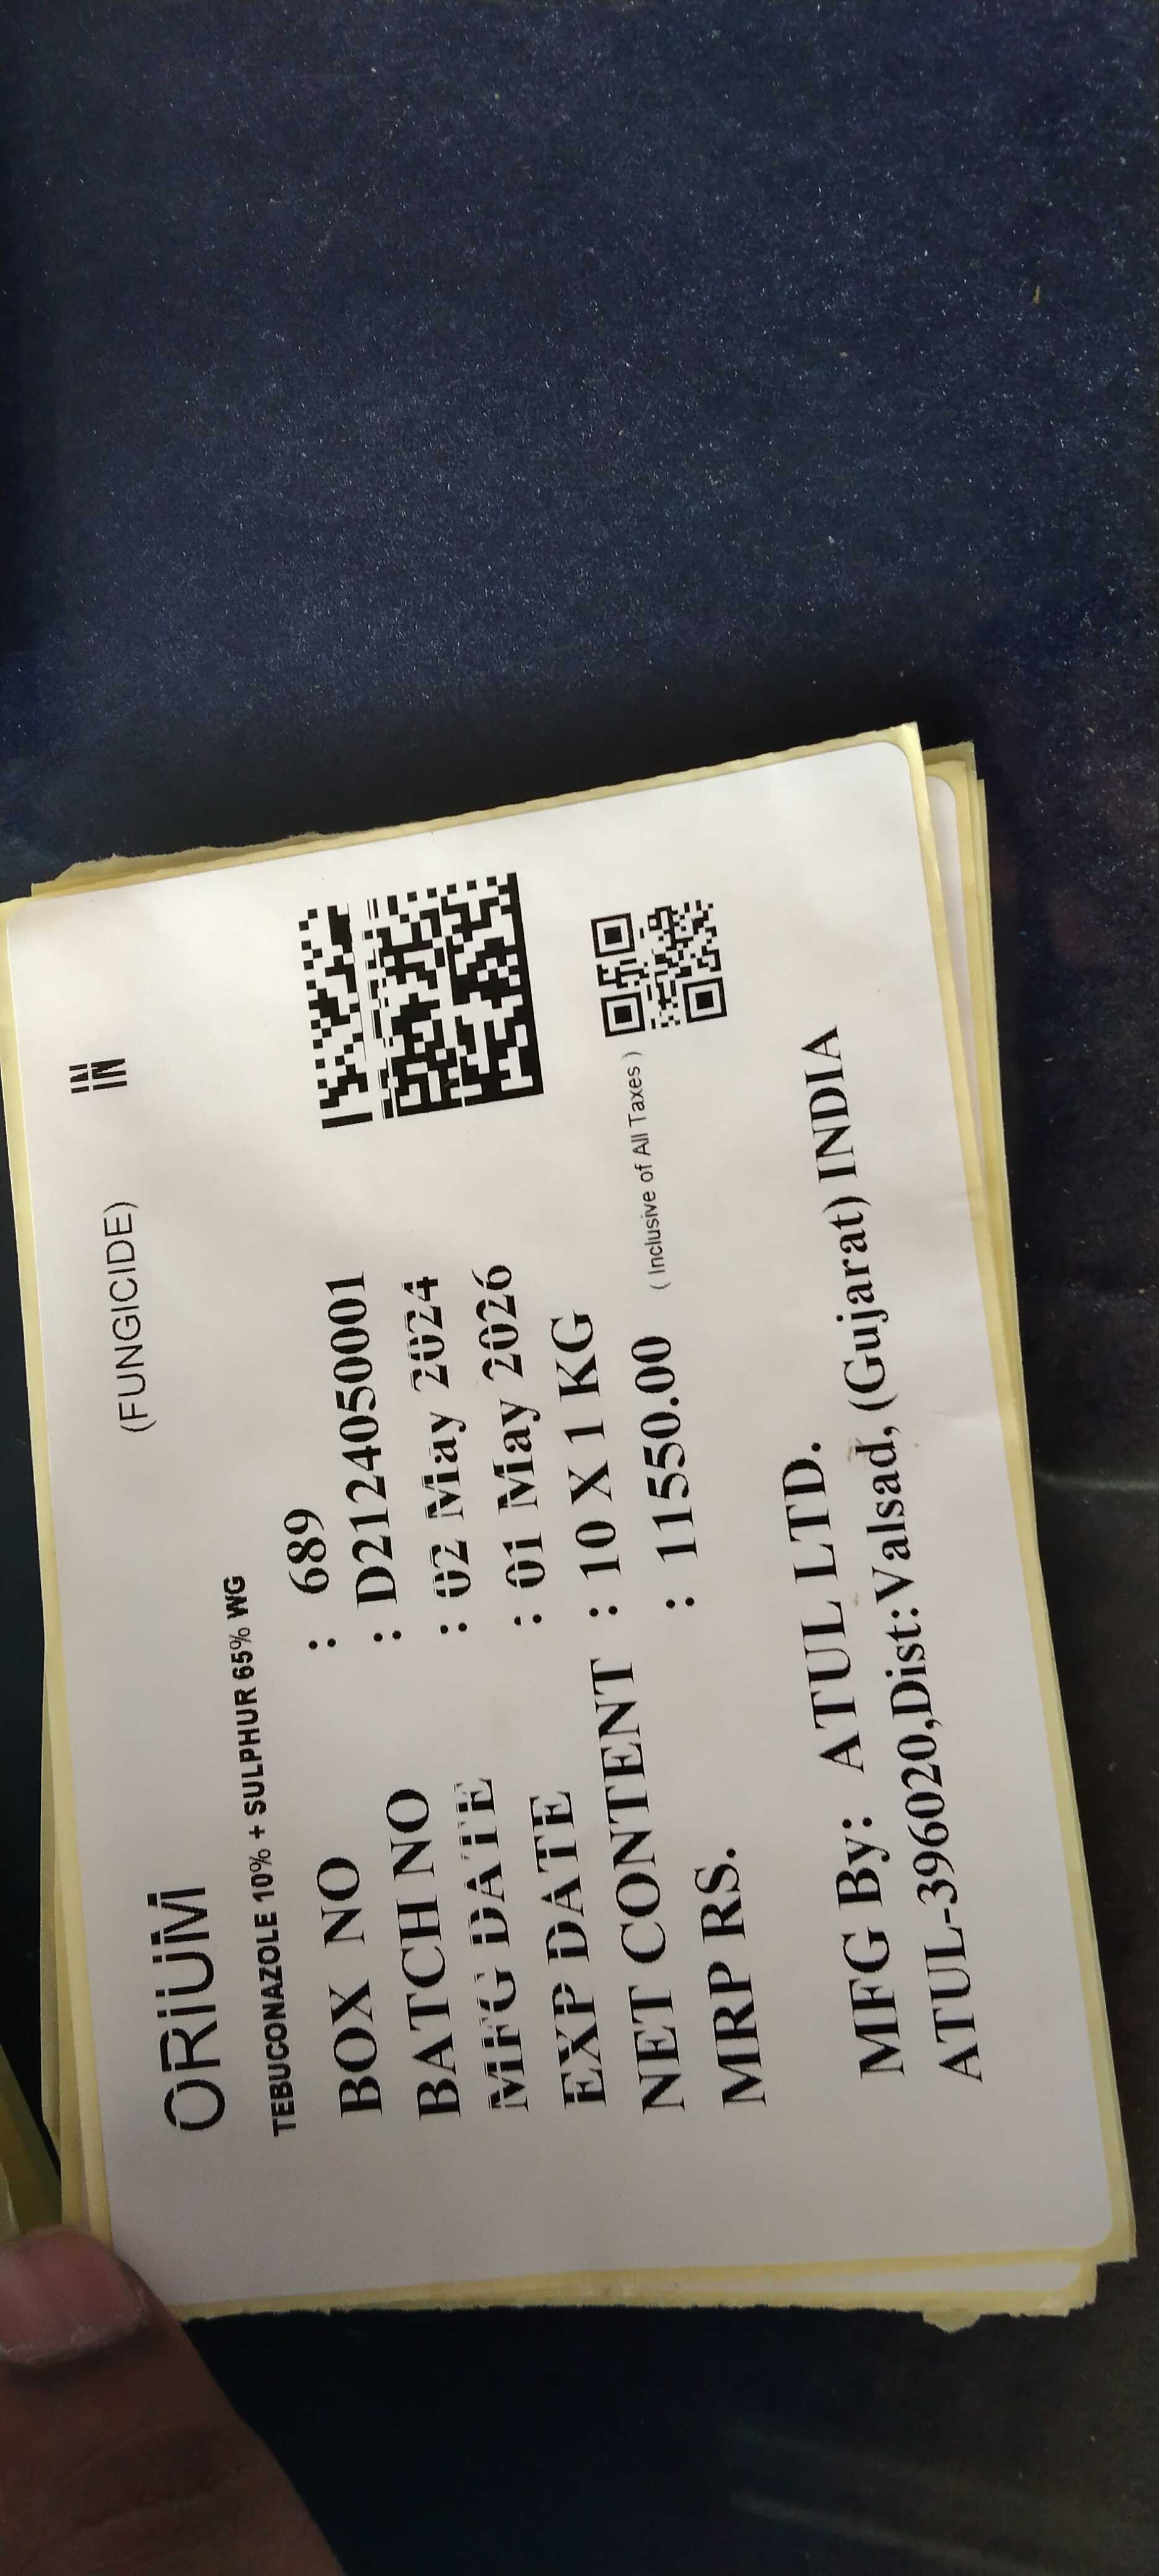 ORIUM (FUNGICIDE) IN
TEBUCONAZOLE 10% + SULPHUR 65% WG
BOX NO : 689
BATCH NO : D2124050001
MFG DATE : 02 May 2024
EXP DATE : 01 May 2026
NET CONTENT : 10 X 1 KG
MRP RS. : 11550.00 ( Inclusive of All Taxes )
MFG By: ATUL LTD.
ATUL-396020,Dist:Valsad, (Gujarat) INDIA